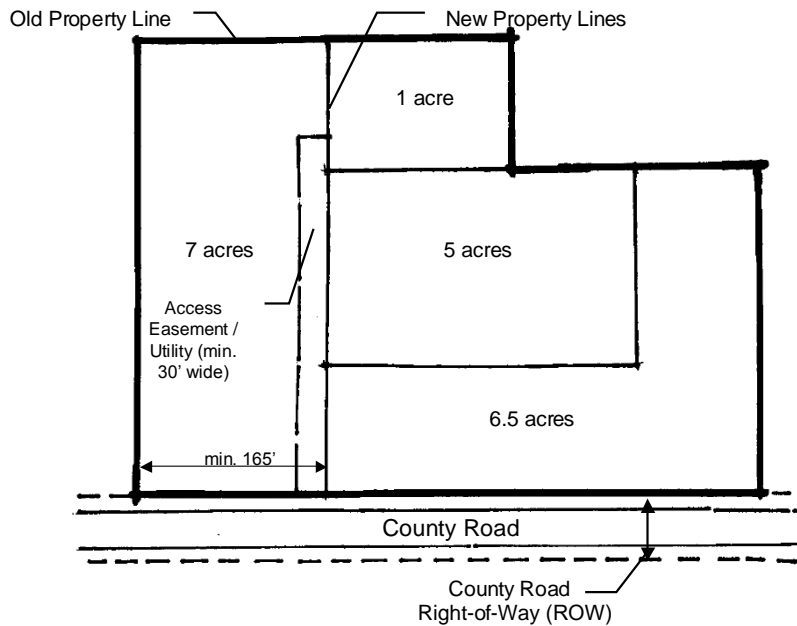 Old Property Line
New Property Lines
1 acre
7 acres
5 acres
Access
Easement /
Utility (min.
30' wide)
6.5 acres
min. 165'
County Road
County Road
Right-of-Way (ROW)